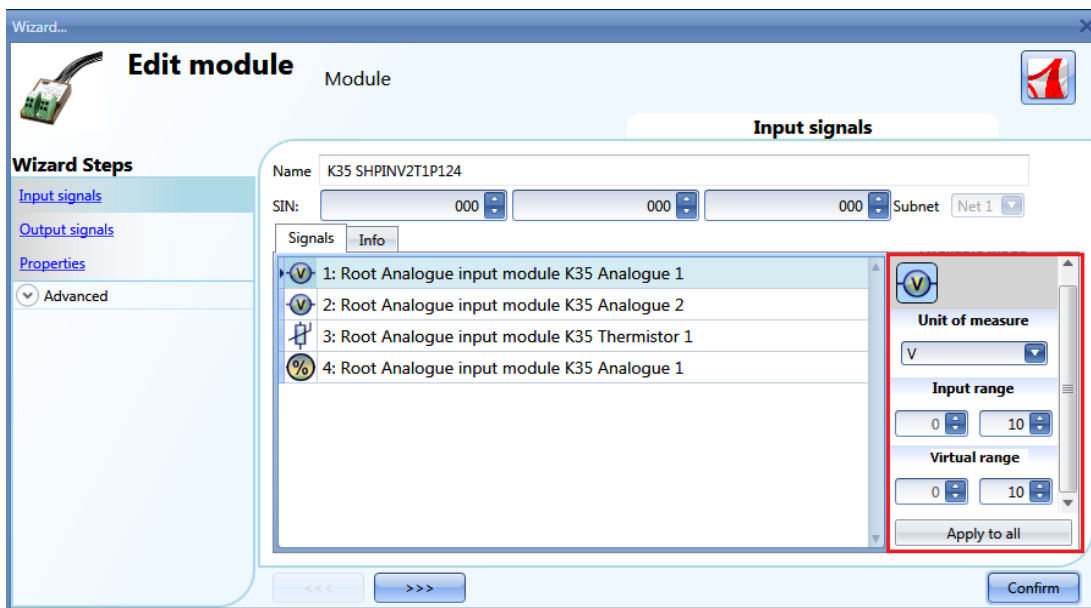 Wizard...
Edit module
Module
Input signals
Wizard Steps
Input signals
Output signals
Properties
Advanced
Name K35 SHPINV2T1P124
SIN: 000 000 000 Subnet Net 1
Signals Info
V 1: Root Analogue input module K35 Analogue 1
V 2: Root Analogue input module K35 Analogue 2
3: Root Analogue input module K35 Thermistor 1
% 4: Root Analogue input module K35 Analogue 1
V
Unit of measure
V
Input range
0 10
Virtual range
0 10
Apply to all
<<< >>> Confirm